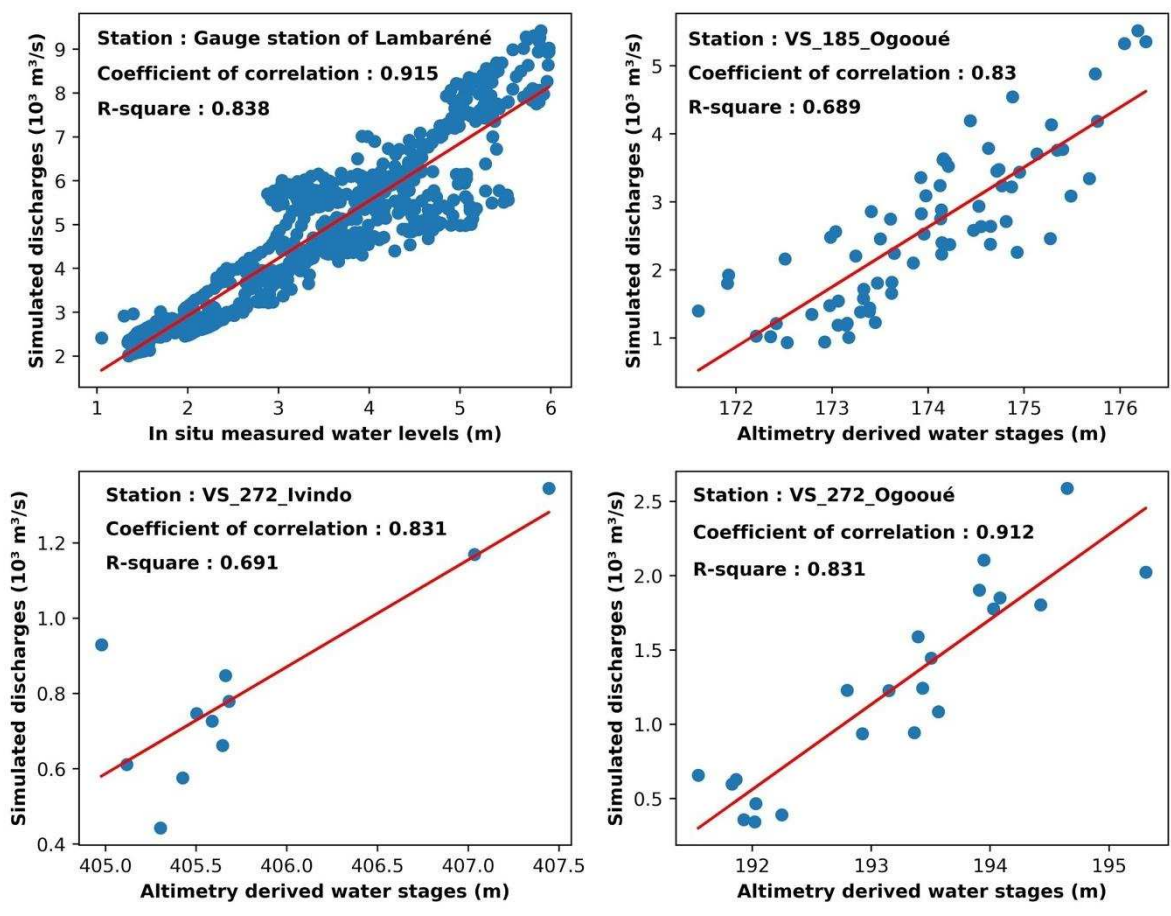 Station : Gauge station of Lambaréné
Coefficient of correlation : 0.915
R-square : 0.838
Simulated discharges (10³ m³/s)
9
8
7
6
5
4
3
2
1 2 3 4 5 6
In situ measured water levels (m)
Station : VS_185_Ogooué
Coefficient of correlation : 0.83
R-square : 0.689
Simulated discharges (10³ m³/s)
5
4
3
2
1
172 173 174 175 176
Altimetry derived water stages (m)
Station : VS_272_Ivindo
Coefficient of correlation : 0.831
R-square : 0.691
Simulated discharges (10³ m³/s)
1.2
1.0
0.8
0.6
0.4
405.0 405.5 406.0 406.5 407.0 407.5
Altimetry derived water stages (m)
Station : VS_272_Ogooué
Coefficient of correlation : 0.912
R-square : 0.831
Simulated discharges (10³ m³/s)
2.5
2.0
1.5
1.0
0.5
192 193 194 195
Altimetry derived water stages (m)